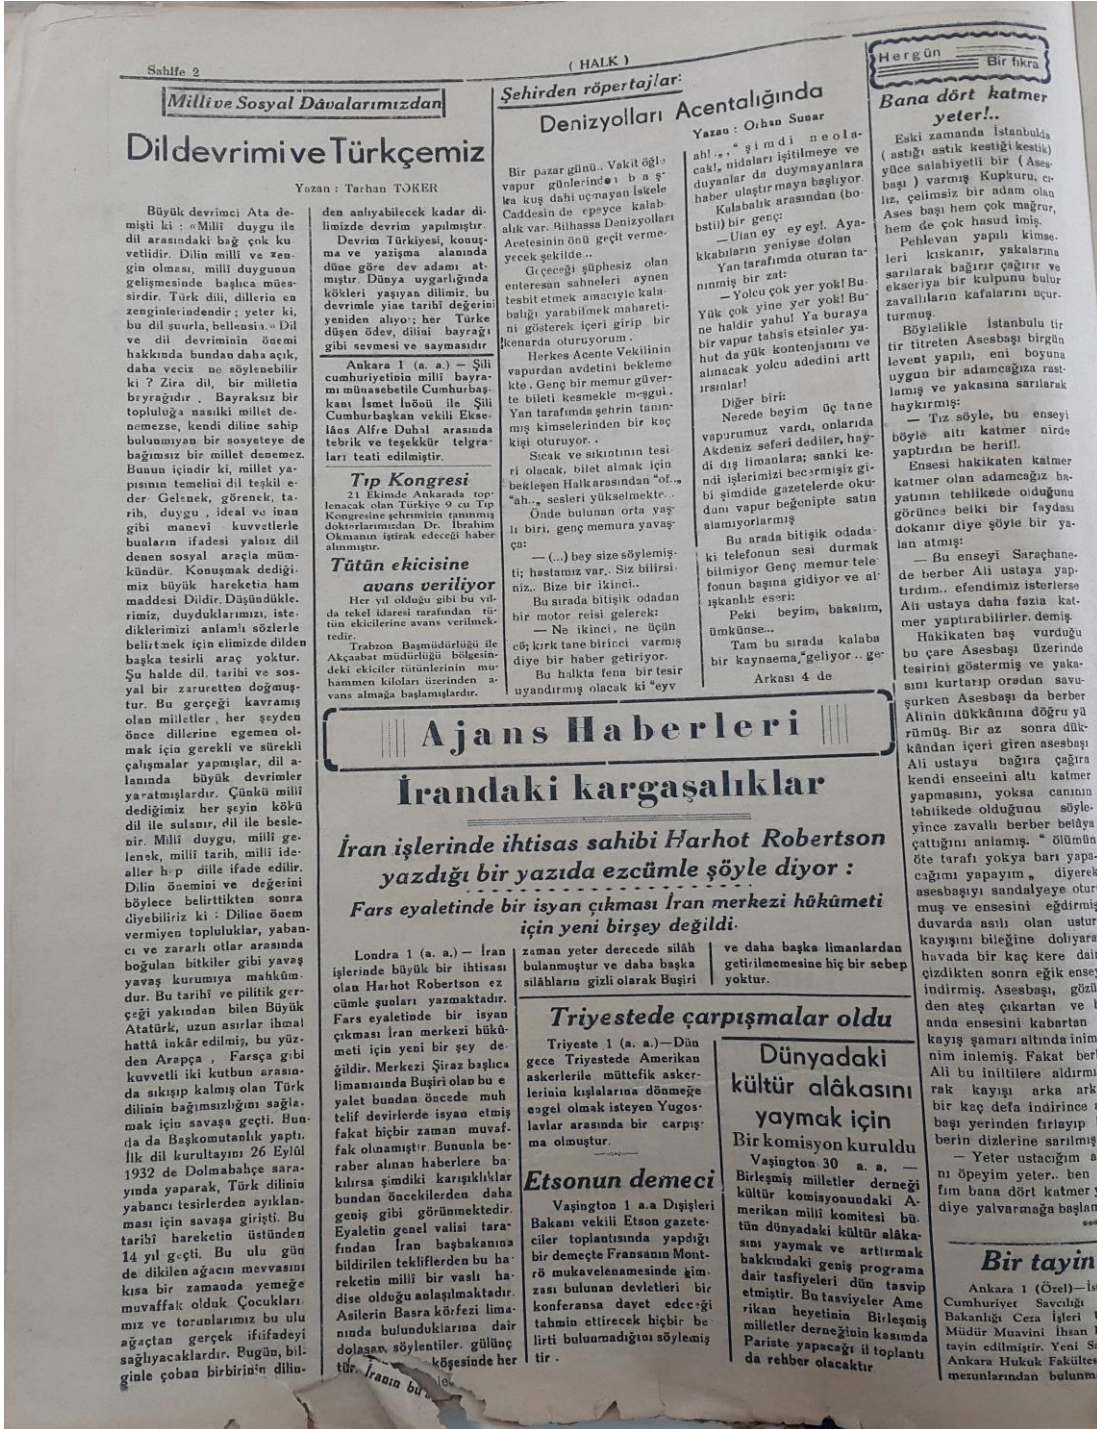 Sahife 2
( HALK )
Millî ve Sosyal Dâvalarımızdan
Dil devrimi ve Türkçemiz
Yazan : Tarhan TOKER
Büyük devrimci Ata de-
mişti ki : «Millî duygu ile
dil arasındaki bağ çok ku
vetlidir. Dilin millî ve zen-
gin olması, millî duygunun
gelişmesinde başlıca mües-
sirdir. Türk dili, dillerin en
zenginlerindendir ; yeter ki,
bu dil şuurla, bellensin.» Dil
ve dil devriminin önemi
hakkında bundan daha açık,
daha veciz ne söylenebilir
ki ? Zira dil, bir milletin
bayrağıdır . Bayraksız bir
topluluğa nasılki millet de-
nemezse, kendi diline sahip
bulunmıyan bir sosyeteye de
bağımsız bir millet denemez.
Bunun içindir ki, millet ya-
pısının temelini dil teşkil e-
der Gelenek, görenek, ta-
rih, duygu , ideal ve inan
gibi manevi kuvvetlerle
bunların ifadesi yalnız dil
denen sosyal araçla müm-
kündür. Konuşmak dediği-
miz büyük hareketin ham
maddesi Dildir. Düşündükle-
rimiz, duyduklarımızı, iste-
diklerimizi anlamlı sözlerle
belirtmek için elimizde dilden
başka tesirli araç yoktur.
Şu halde dil, tarihi ve sos-
yal bir zaruretten doğmuş-
tur. Bu gerçeği kavramış
olan milletler , her şeyden
önce dillerine egemen ol-
mak için gerekli ve sürekli
çalışmalar yapmışlar, dil a-
lanında büyük devrimler
yaratmışlardır. Çünkü millî
dediğimiz her şeyin kökü
dil ile sulanır, dil ile besle-
nir. Millî duygu, millî ge-
lenek, millî tarih, millî ide-
aller hep dille ifade edilir.
Dilin önemini ve değerini
böylece belirttikten sonra
diyebiliriz ki : Diline önem
vermiyen topluluklar, yaban-
cı ve zararlı otlar arasında
boğulan bitkiler gibi yavaş
yavaş kurumıya mahkûm-
dur. Bu tarihî ve pilitik ger-
çeği yakından bilen Büyük
Atatürk, uzun asırlar ihmal
hattâ inkâr edilmiş, bu yüz-
den Arapça , Farsça gibi
kuvvetli iki kutbun arasın-
da sıkışıp kalmış olan Türk
dilinin bağımsızlığını sağla-
mak için savaşa geçti. Bun-
da da Başkomutanlık yaptı.
İlk dil kurultayını 26 Eylül
1932 de Dolmabahçe sara-
yında yaparak, Türk dilinin
yabancı tesirlerden ayıklan-
ması için savaşa girişti. Bu
tarihî hareketin üstünden
14 yıl geçti. Bu ulu gün
de dikilen ağacın mevvasını
kısa bir zamanda yemeğe
muvaffak olduk Çocukları.
mız ve torunlarımız bu ulu
ağaçtan gerçek ifıifadeyi
sağlıyacaklardır. Bugün, bil-
ginle çoban birbirinin dilin-
den anlıyabilecek kadar di-
limizde devrim yapılmıştır.
Devrim Türkiyesi, konuş-
ma ve yazışma alanında
düne göre dev adamı at-
mıştır. Dünya uygarlığında
kökleri yaşıyan dilimiz, bu
devrimle yine tarihî değerini
yeniden alıyo; her Türke
düşen ödev, dilini bayrağı
gibi sevmesi ve saymasıdır
Ankara 1 (a. a.) — Şili
cumhuriyetinin millî bayra-
mı münasebetile Cumhurbaş-
kanı İsmet İnönü ile Şili
Cumhurbaşkan vekili Ekse-
lâns Alfre Duhal arasında
tebrik ve teşekkür telgra-
ları teati edilmiştir.
Tıp Kongresi
21 Ekimde Ankarada top-
lenacak olan Türkiye 9 cu Tıp
Kongresine şehrimizin tanınmış
doktorlarımızdan Dr. İbrahim
Okmanın iştirak edeceği haber
alınmıştır.
Tütün ekicisine
avans veriliyor
Her yıl olduğu gibi bu yıl-
da tekel idaresi tarafından tü-
tün ekicilerine avans verilmek-
tedir.
Trabzon Başmüdürlüğü ile
Akçaabat müdürlüğü bölgesin-
deki ekiciler tütünlerinin mu-
hammen kiloları üzerinden a-
vans almağa başlamışlardır.
Şehirden röpertajlar:
Denizyolları Acentalığında
Yazan : Orhan Sunar
Bir pazar günü.. Vakit öğle
vapur günlerinden baş-
ka kuş dahi uçmayan İskele
Caddesin de epeyce kalab
alık var. Bilhassa Denizyolları
Acetesinin önü geçit verme-
yecek şekilde..
Geçeceği şüphesiz olan
enteresan sahneleri aynen
tesbit etmek amacıyle kala-
balığı yarabilmek mahareti-
ni gösterek içeri girip bir
kenarda oturuyorum.
Herkes Acente Vekilinin
vapurdan avdetini bekleme
kte. Genç bir memur güver-
te bileti kesmekle meşgul.
Yan tarafında şehrin tanın-
mış kimselerinden bir kaç
kişi oturuyor. .
Sıcak ve sıkıntının tesi-
ri olacak, bilet almak için
bekleşen Halk arasından "of..„
"ah..„ sesleri yükselmekte...
Önde bulunan orta yaş-
lı biri, genç memura yavaş-
ça:
— (...) bey size söylemiş-
ti; hastamız var.. Siz bilirsi-
niz.. Bize bir ikinci..
Bu sırada bitişik odadan
bir motor reisi gelerek:
— Ne ikinci, ne üçün
cü; kırk tane birinci varmış
diye bir haber getiriyor.
Bu halkta fena bir tesir
uyandırmış olacak ki "eyv
ah!.„ " şimdi neola-
cak!„ nidaları işitilmeye ve
duyanlar da duymayanlara
haber ulaştırmaya başlıyor.
Kalabalık arasından (bo-
bstil) bir genç:
— Ulan ey ey ey!. Aya-
kkabıların yeniyse dolan
Yan tarafımda oturan ta-
nınmış bir zat:
— Yolcu çok yer yok! Bu-
Yük çok yine yer yok! Bu-
ne haldir yahu! Ya buraya
bir vapur tahsis etsinler ya-
hut da yük kontenjanını ve
alınacak yolcu adedini artt
ırsınlar!
Diğer biri:
Nerede beyim üç tane
vapurumuz vardı, onlarıda
Akdeniz seferi dediler, hay-
di dış limanlara; sanki ke-
ndi işlerimizi becermişiz gi-
bi şimdide gazetelerde oku-
dunı vapur beğenipte satın
alamıyorlarmış
Bu arada bitişik odada-
ki telefonun sesi durmak
bilmiyor Genç memur tele
fonun başına gidiyor ve al-
ışkanlık eseri:
Peki beyim, bakalım,
ümkünse...
Tam bu sırada kalaba
bir kaynaema,"geliyor .. ge-
Arkası 4 de
Hergün
Bir fıkra
Bana dört katmer
yeter!..
Eski zamanda İstanbulda
( astığı astık kestiği kestik)
yüce salahiyetli bir ( Ases-
başı ) varmış Kupkuru, cı-
lız, çelimsiz bir adam olan
Ases başı hem çok mağrur,
hem de çok hasud imiş.
Pehlevan yapılı kimse-
leri kıskanır, yakalarına
sarılarak bağırır çağırır ve
ekseriya bir kulpunu bulur
zavallıların kafalarını uçur-
turmuş.
Böylelikle İstanbulu tir
tir titreten Asesbaşı birgün
levent yapılı, eni boyuna
uygun bir adamcağıza rast-
lamış ve yakasına sarılarak
haykırmış:
— Tız söyle, bu enseyi
böyle altı katmer nirde
yaptırdın be herif!.
Ensesi hakikaten katmer
katmer olan adamcağız ha-
yatının tehlikede olduğunu
görünce belki bir faydası
dokanır diye şöyle bir ya-
lan atmış:
— Bu enseyi Saraçhane-
de berber Ali ustaya yap-
tırdım.. efendimiz isterlerse
Ali ustaya daha fazla kat-
mer yaptırabilirler. demiş.
Hakikaten baş vurduğu
bu çare Asesbaşı üzerinde
tesirini göstermiş ve yaka-
sını kurtarıp oradan savu-
şurken Asesbaşı da berber
Alinin dükkânına döğru yü
rümüş. Bir az sonra dük-
kândan içeri giren asesbaşı
Ali ustaya bağıra çağıra
kendi enseeini altı katmer
yapmasını, yoksa canının
tehlikede olduğunu söyle-
yince zavallı berber belâya
çattığını anlamış. " ölümün
öte tarafı yokya barı yapa-
cağımı yapayım„ diyerek
asesbaşıyı sandalyeye otur
muş ve ensesini eğdirmiş
duvarda asılı olan ustur
kayışını bileğine dolıyara
havada bir kaç kere dair
çizdikten sonra eğik ensey
indirmiş. Asesbaşı, gözü
den ateş çıkartan ve b
anda ensesini kabartan
kayış şamarı altında inim
nim inlemiş. Fakat ber
Ali bu iniltilere aldırmı
rak kayışı arka ark
bir kaç defa indirince
başı yerinden fırlayıp
berin dizlerine sarılmış
— Yeter ustacığım a
nı öpeyim yeter.. ben
fım bana dört katmer y
diye yalvarmağa başlan
***
Bir tayin
Ankara 1 (Özel)— İs
Cumhuriyet Savcılığı
Bakanlığı Ceza İşleri
Müdür Muavini İhsan
tayin edilmiştir. Yeni S
Ankara Hukuk Fakültes
mezunlarından bulunm
Ajans Haberleri
İrandaki kargaşalıklar
İran işlerinde ihtisas sahibi Harhot Robertson
yazdığı bir yazıda ezcümle şöyle diyor :
Fars eyaletinde bir isyan çıkması İran merkezi hükûmeti
için yeni birşey değildi.
Londra 1 (a. a.) — İran
işlerinde büyük bir ihtisası
olan Harhot Robertson ez
cümle şuoları yazmaktadır.
Fars eyaletinde bir isyan
çıkması İran merkezi hükû-
meti için yeni bir şey de-
ğildir. Merkezi Şiraz başlıca
limanıoında Buşiri olan bu e
yalet bundan öncede muh
telif devirlerde isyan etmiş
fakat hiçbir zaman muvaf-
fak olunamıştır. Bununla be-
raber alınan haberlere ba-
kılırsa şimdiki karışıklıklar
bundan öncekilerden daha
geniş gibi görünmektedir.
Eyaletin genel valisi tara-
fından İran başbakanına
bildirilen tekliflerden bu ha-
reketin millî bir vaslı ha-
dise olduğu anlaşılmaktadır.
Asilerin Basra körfezi lima-
nında bulunduklarına dair
dolaşan söylentiler. gülünç
tür. köşesinde her
İranın bu
zaman yeter derecede silâh
bulanmuştur ve daha başka
silâhların gizli olarak Buşiri
ve daha başka limanlardan
getirilmemesine hiç bir sebep
yoktur.
Triyestede çarpışmalar oldu
Triyeste 1 (a. a.)—Dün
gece Triyestede Amerikan
askerlerile müttefik asker-
lerinin kışlalarına dönmeğe
engel olmak isteyen Yugos-
lavlar arasında bir carpış-
ma olmuştur.
Etsonun demeci
Vaşington 1 a.a Dışişleri
Bakanı vekili Etson gazete-
ciler toplantısında yapdığı
bir demeçte Fransanın Mont-
rö mukavelenamesinde gim-
zası bulunan devletleri bir
konferansa dayet edeceği
tahmin ettirecek hiçbir be
lirti bulunmadığını söylemiş
tir .
Dünyadaki
kültür alâkasını
yaymak için
Bir komisyon kuruldu
Vaşington 30 a. a. —
Birleşmiş milletler derneği
kültür komisyonundaki A-
merikan millî komitesi bü-
tün dünyadaki kültür alâka-
sını yaymak ve arttırmak
hakkındaki geniş programa
dair tasfiyeleri dün tasvip
etmiştir. Bu tasviyeler Ame
rikan heyetinin Birleşmiş
milletler derneğinin kasımda
Pariste yapacağı il toplantı
da rehber olacaktır